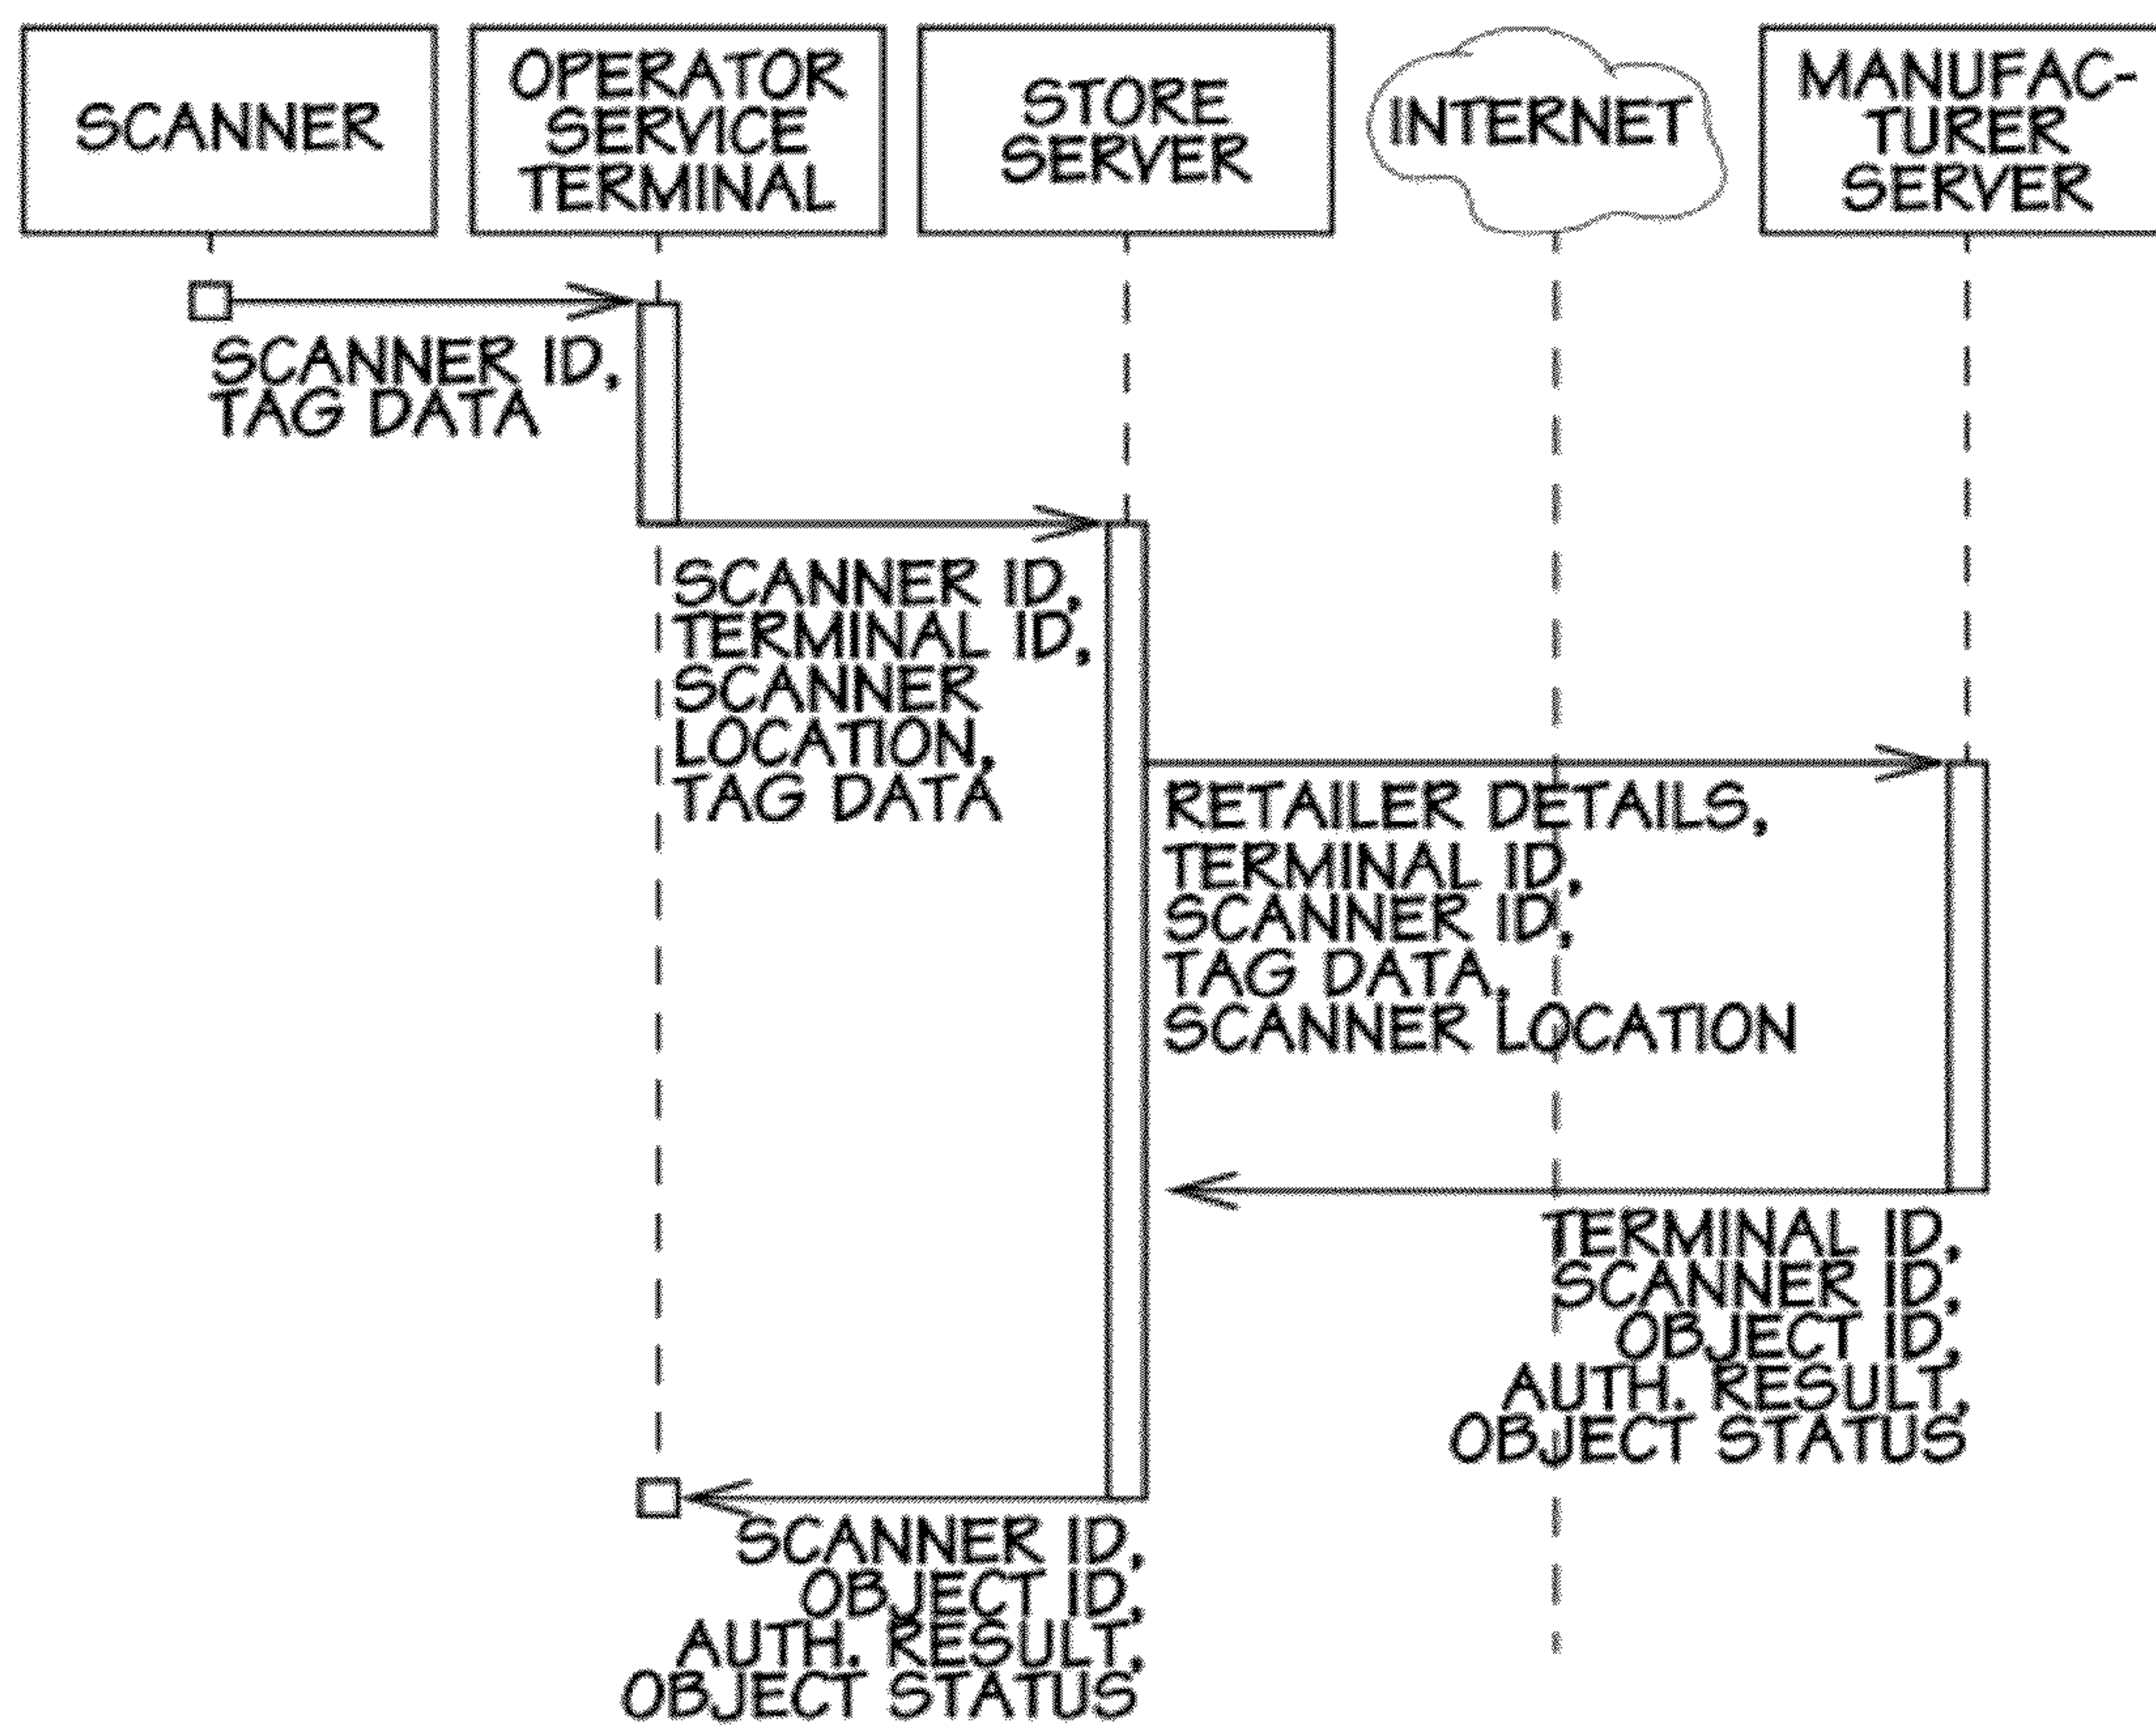 SCANNER
OPERATOR
SERVICE
TERMINAL
STORE
SERVER
INTERNET
MANUFAC-
TURER
SERVER
SCANNER ID,
TAG DATA
SCANNER ID,
TERMINAL ID,
SCANNER
LOCATION,
TAG DATA
RETAILER DETAILS,
TERMINAL ID,
SCANNER ID,
TAG DATA,
SCANNER LOCATION
TERMINAL ID,
SCANNER ID,
OBJECT ID,
AUTH. RESULT,
OBJECT STATUS
SCANNER ID,
OBJECT ID,
AUTH. RESULT,
OBJECT STATUS